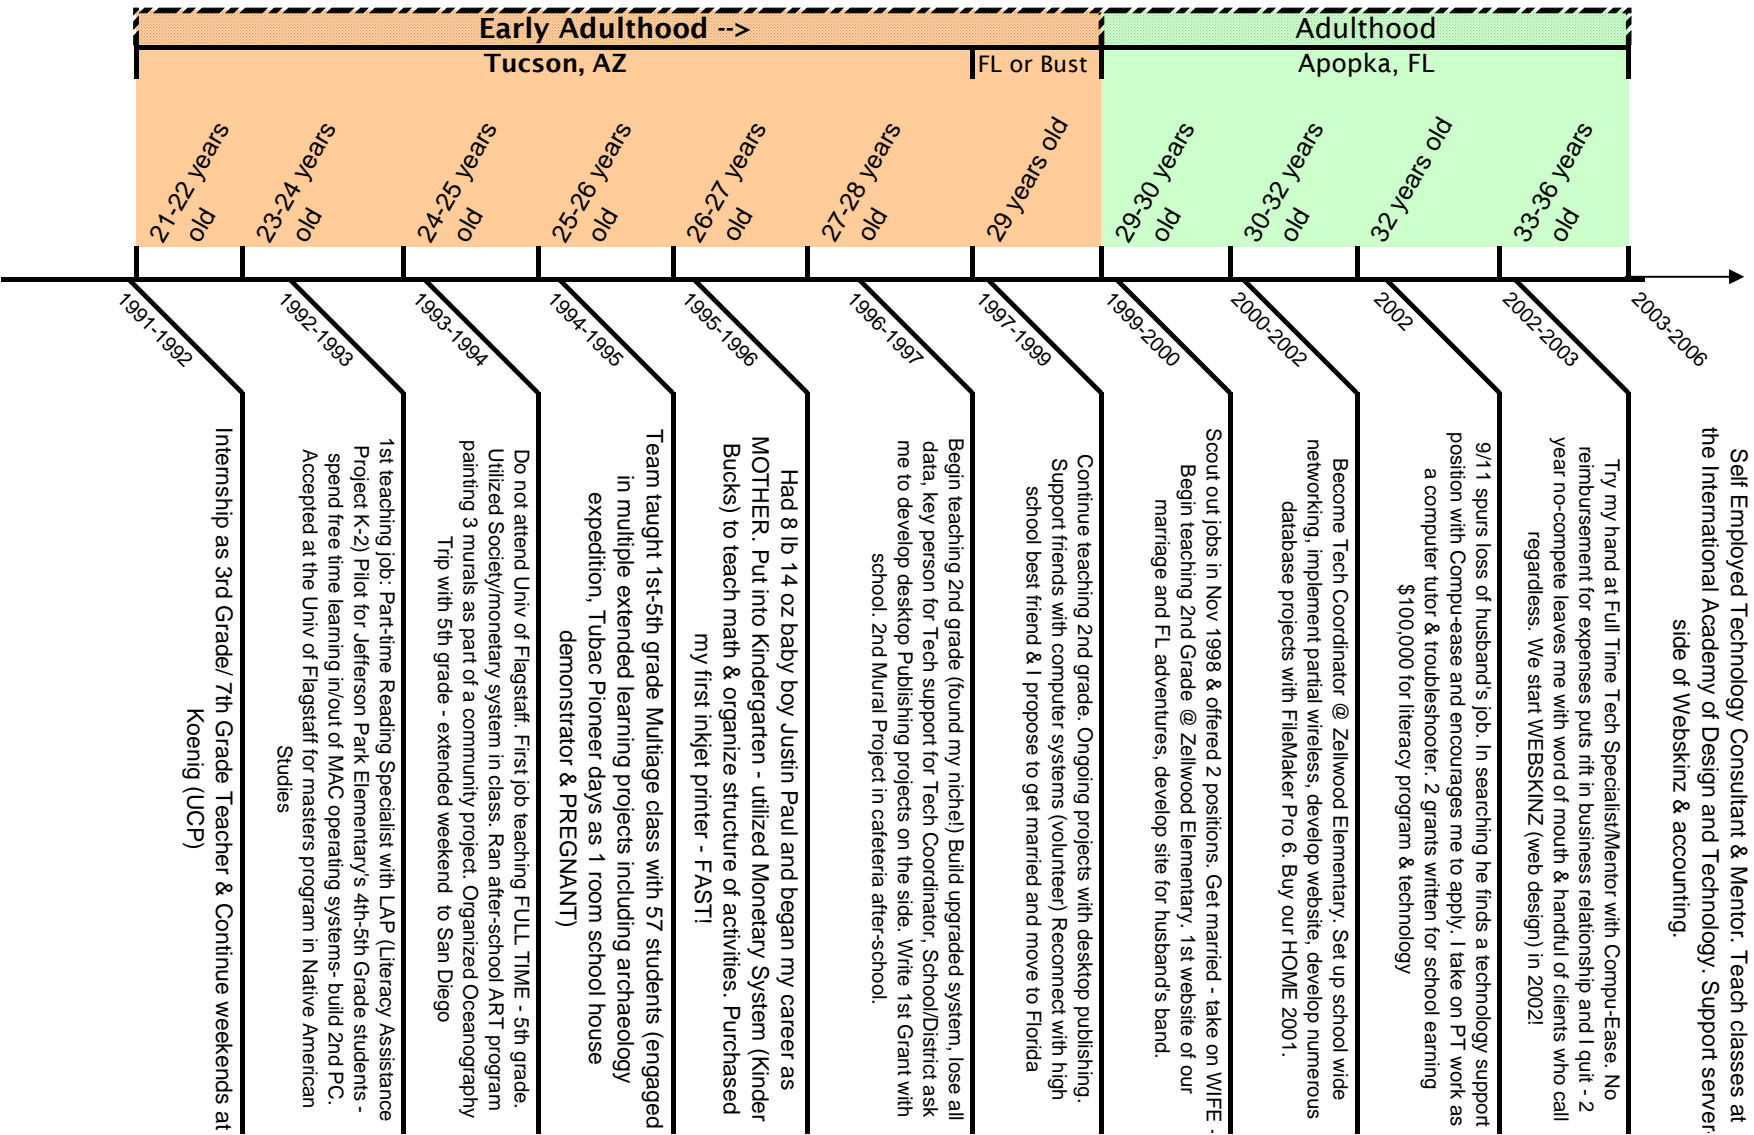 Early Adulthood -->
Adulthood
Tucson, AZ
FL or Bust
Apopka, FL
21-22 years
old
23-24 years
old
24-25 years
old
25-26 years
old
26-27 years
old
27-28 years
old
29 years old
29-30 years
old
30-32 years
old
32 years old
33-36 years
old
1991-1992
1992-1993
1993-1994
1994-1995
1995-1996
1996-1997
1997-1999
1999-2000
2000-2002
2002
2002-2003
2003-2006
Internship as 3rd Grade/ 7th Grade Teacher & Continue weekends at
Koenig (UCP)
1st teaching job: Part-time Reading Specialist with LAP (Literacy Assistance
Project K-2) Pilot for Jefferson Park Elementary's 4th-5th Grade students -
spend free time learning in/out of MAC operating systems- build 2nd PC.
Accepted at the Univ of Flagstaff for masters program in Native American
Studies
Do not attend Univ of Flagstaff. First job teaching FULL TIME - 5th grade.
Utilized Society/monetary system in class. Ran after-school ART program
painting 3 murals as part of a community project. Organized Oceanography
Trip with 5th grade - extended weekend to San Diego
Team taught 1st-5th grade Multiage class with 57 students (engaged
in multiple extended learning projects including archaeology
expedition, Tubac Pioneer days as 1 room school house
demonstrator & PREGNANT)
Had 8 lb 14 oz baby boy Justin Paul and began my career as
MOTHER. Put into Kindergarten - utilized Monetary System (Kinder
Bucks) to teach math & organize structure of activities. Purchased
my first inkjet printer - FAST!
Begin teaching 2nd grade (found my niche!) Build upgraded system, lose all
data, key person for Tech support for Tech Coordinator, School/District ask
me to develop desktop Publishing projects on the side. Write 1st Grant with
school. 2nd Mural Project in cafeteria after-school.
Continue teaching 2nd grade. Ongoing projects with desktop publishing.
Support friends with computer systems (volunteer) Reconnect with high
school best friend & I propose to get married and move to Florida
Scout out jobs in Nov 1998 & offered 2 positions. Get married - take on WIFE -
Begin teaching 2nd Grade @ Zellwood Elementary. 1st website of our
marriage and FL adventures, develop site for husband's band.
Become Tech Coordinator @ Zellwood Elementary. Set up school wide
networking, implement partial wireless, develop website, develop numerous
database projects with FileMaker Pro 6. Buy our HOME 2001.
9/11 spurs loss of husband's job. In searching he finds a technology support
position with Compu-ease and encourages me to apply. I take on PT work as
a computer tutor & troubleshooter. 2 grants written for school earning
$100,000 for literacy program & technology
Try my hand at Full Time Tech Specialist/Mentor with Compu-Ease. No
reimbursement for expenses puts rift in business relationship and I quit - 2
year no-compete leaves me with word of mouth & handful of clients who call
regardless. We start WEBSKINZ (web design) in 2002!
Self Employed Technology Consultant & Mentor. Teach classes at
the International Academy of Design and Technology. Support server-
side of Webskinz & accounting.